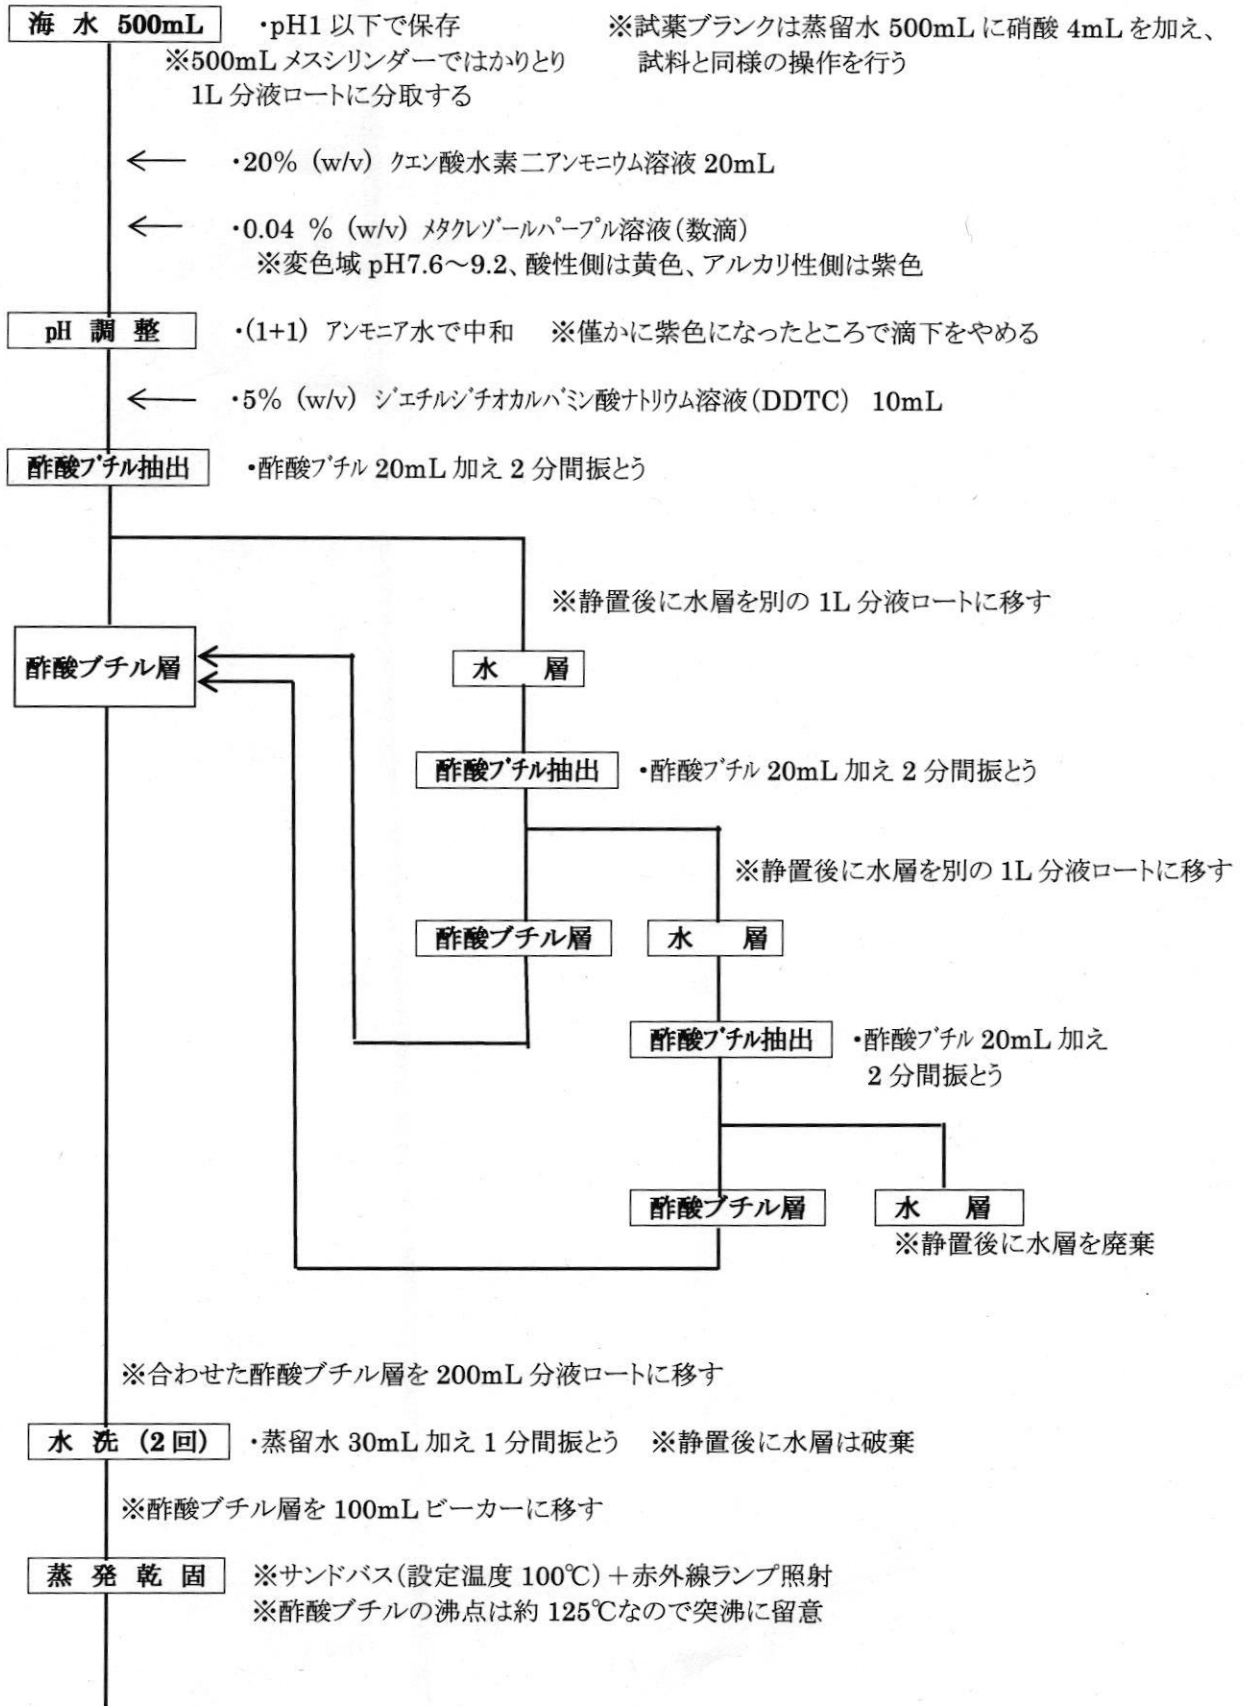 海 水 500mL ・pH1 以下で保存 ※試薬ブランクは蒸留水 500mL に硝酸 4mL を加え、
※500mL メスシリンダーではかりとり 試料と同様の操作を行う
1L 分液ロートに分取する
← ・20% (w/v) クエン酸水素二アンモニウム溶液 20mL
← ・0.04 % (w/v) メタクレゾールパープル溶液(数滴)
※変色域 pH7.6～9.2、酸性側は黄色、アルカリ性側は紫色
pH 調 整 ・(1+1) アンモニア水で中和 ※僅かに紫色になったところで滴下をやめる
← ・5% (w/v) ジエチルジチオカルバミン酸ナトリウム溶液(DDTC) 10mL
酢酸ブチル抽出 ・酢酸ブチル 20mL 加え 2 分間振とう
※静置後に水層を別の 1L 分液ロートに移す
酢酸ブチル層
水 層
酢酸ブチル抽出 ・酢酸ブチル 20mL 加え 2 分間振とう
※静置後に水層を別の 1L 分液ロートに移す
酢酸ブチル層 水 層
酢酸ブチル抽出 ・酢酸ブチル 20mL 加え
2 分間振とう
酢酸ブチル層 水 層
※静置後に水層を廃棄
※合わせた酢酸ブチル層を 200mL 分液ロートに移す
水 洗 (2 回) ・蒸留水 30mL 加え 1 分間振とう ※静置後に水層は破棄
※酢酸ブチル層を 100mL ビーカーに移す
蒸 発 乾 固 ※サンドバス(設定温度 100℃)+赤外線ランプ照射
※酢酸ブチルの沸点は約 125℃なので突沸に留意